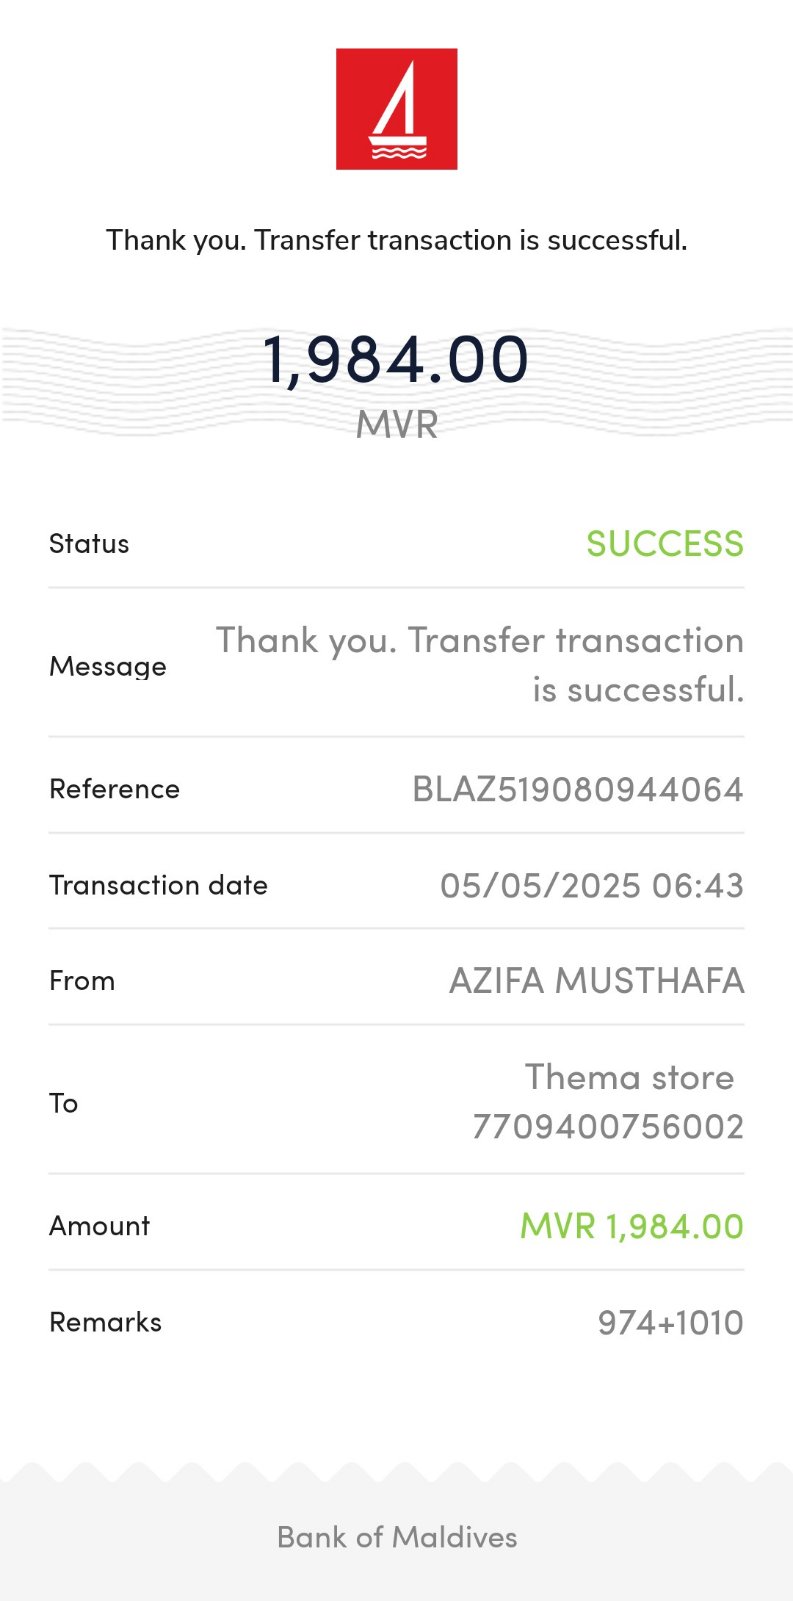 Thank you. Transfer transaction is successful.
1,984.00
MVR
Status SUCCESS
Message Thank you. Transfer transaction
is successful.
Reference BLAZ519080944064
Transaction date 05/05/2025 06:43
From AZIFA MUSTHAFA
To Thema store
7709400756002
Amount MVR 1,984.00
Remarks 974+1010
Bank of Maldives